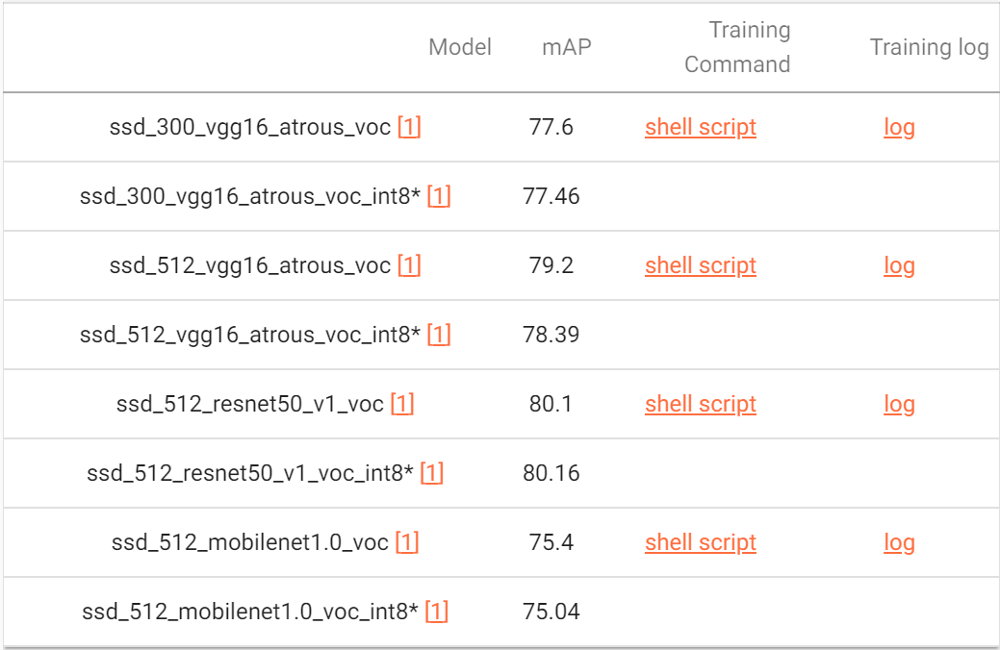 Model mAP Training Command Training log
ssd_300_vgg16_atrous_voc [1] 77.6 shell script log
ssd_300_vgg16_atrous_voc_int8* [1] 77.46
ssd_512_vgg16_atrous_voc [1] 79.2 shell script log
ssd_512_vgg16_atrous_voc_int8* [1] 78.39
ssd_512_resnet50_v1_voc [1] 80.1 shell script log
ssd_512_resnet50_v1_voc_int8* [1] 80.16
ssd_512_mobilenet1.0_voc [1] 75.4 shell script log
ssd_512_mobilenet1.0_voc_int8* [1] 75.04